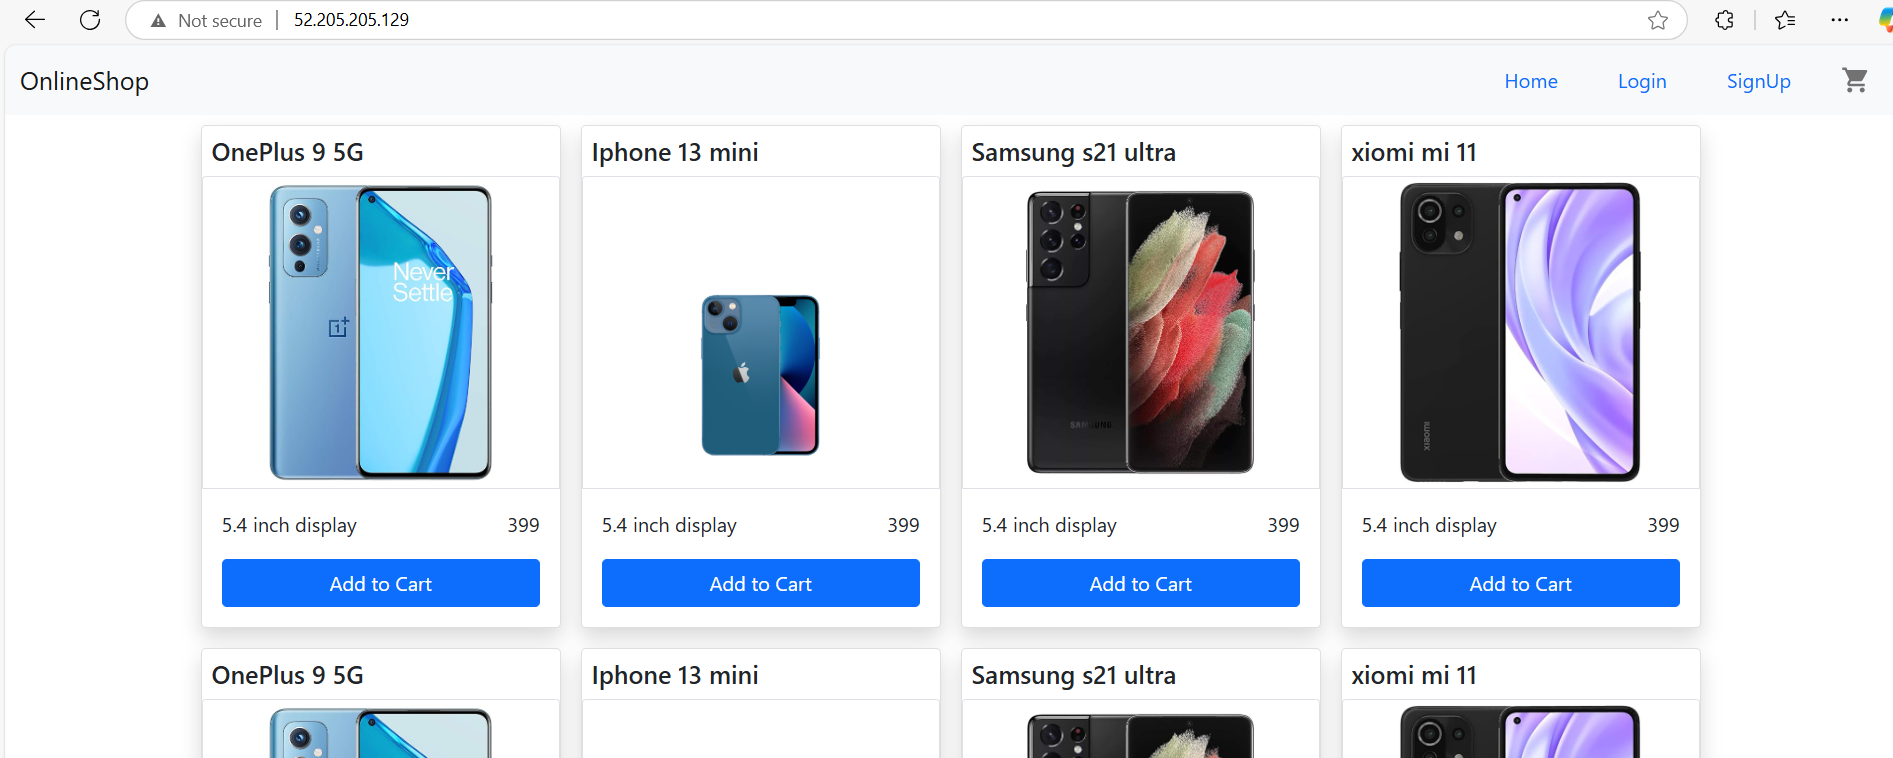 Not secure | 52.205.205.129
OnlineShop
Home Login SignUp
OnePlus 9 5G Iphone 13 mini Samsung s21 ultra xiomi mi 11
Never
Settle
SAMSUNG
xiaomi
5.4 inch display 399 5.4 inch display 399 5.4 inch display 399 5.4 inch display 399
Add to Cart Add to Cart Add to Cart Add to Cart
OnePlus 9 5G Iphone 13 mini Samsung s21 ultra xiomi mi 11